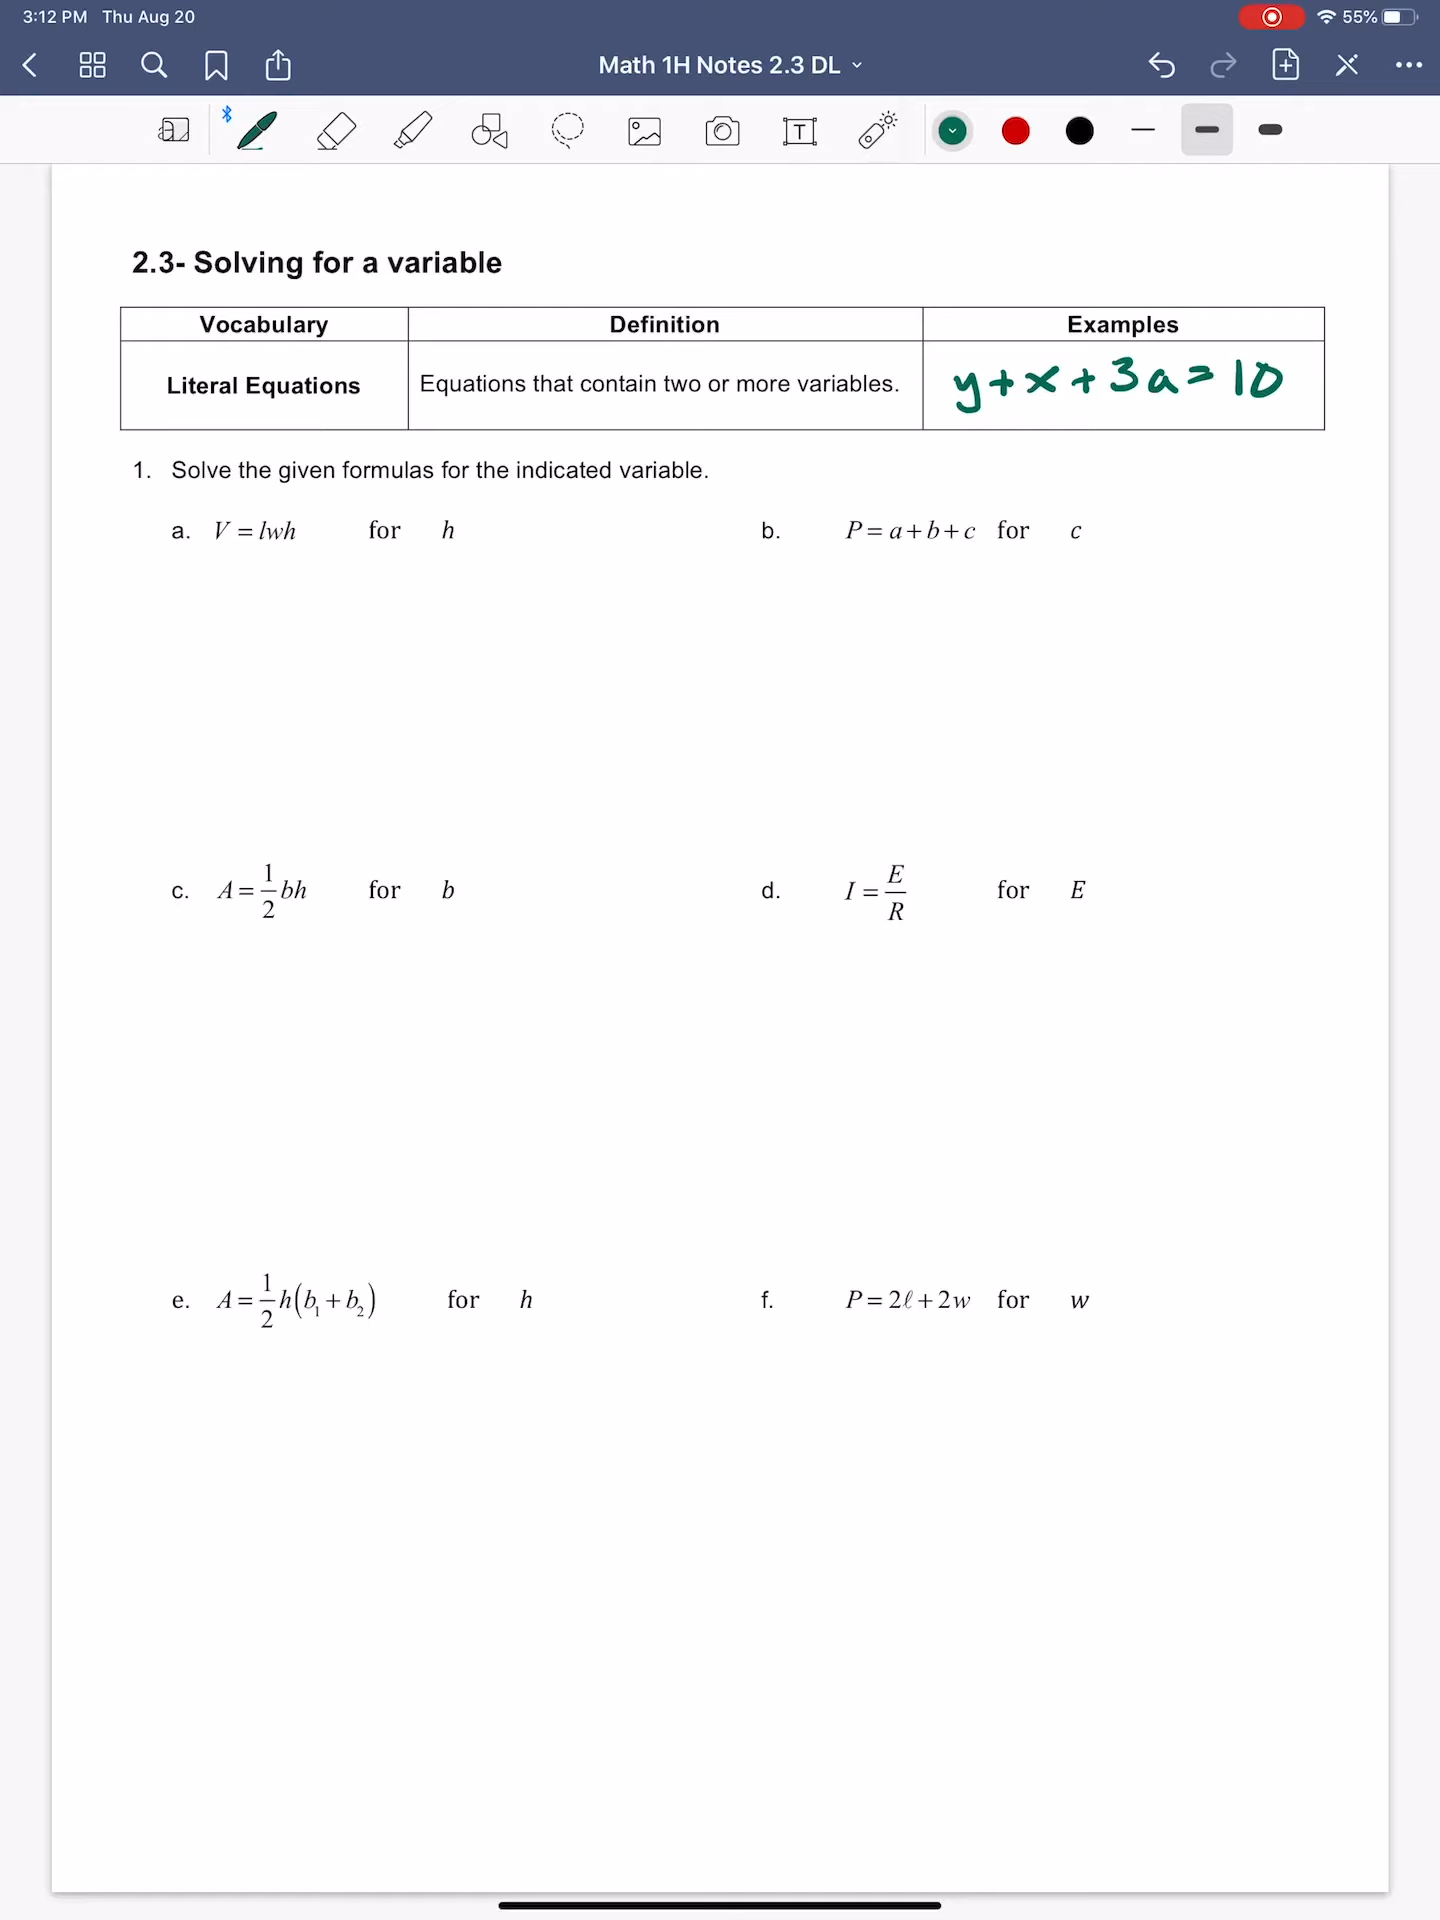 3:12 PM Thu Aug 20
55%
Math 1H Notes 2.3 DL
2.3- Solving for a variable
Vocabulary Definition Examples
Literal Equations Equations that contain two or more variables. y+x+3a=10
1. Solve the given formulas for the indicated variable.
a. V = lwh for h b. P = a+b+c for c
c. A = 1/2 bh for b d. I = E/R for E
e. A = 1/2 h(b₁+b₂) for h f. P = 2ℓ+2w for w